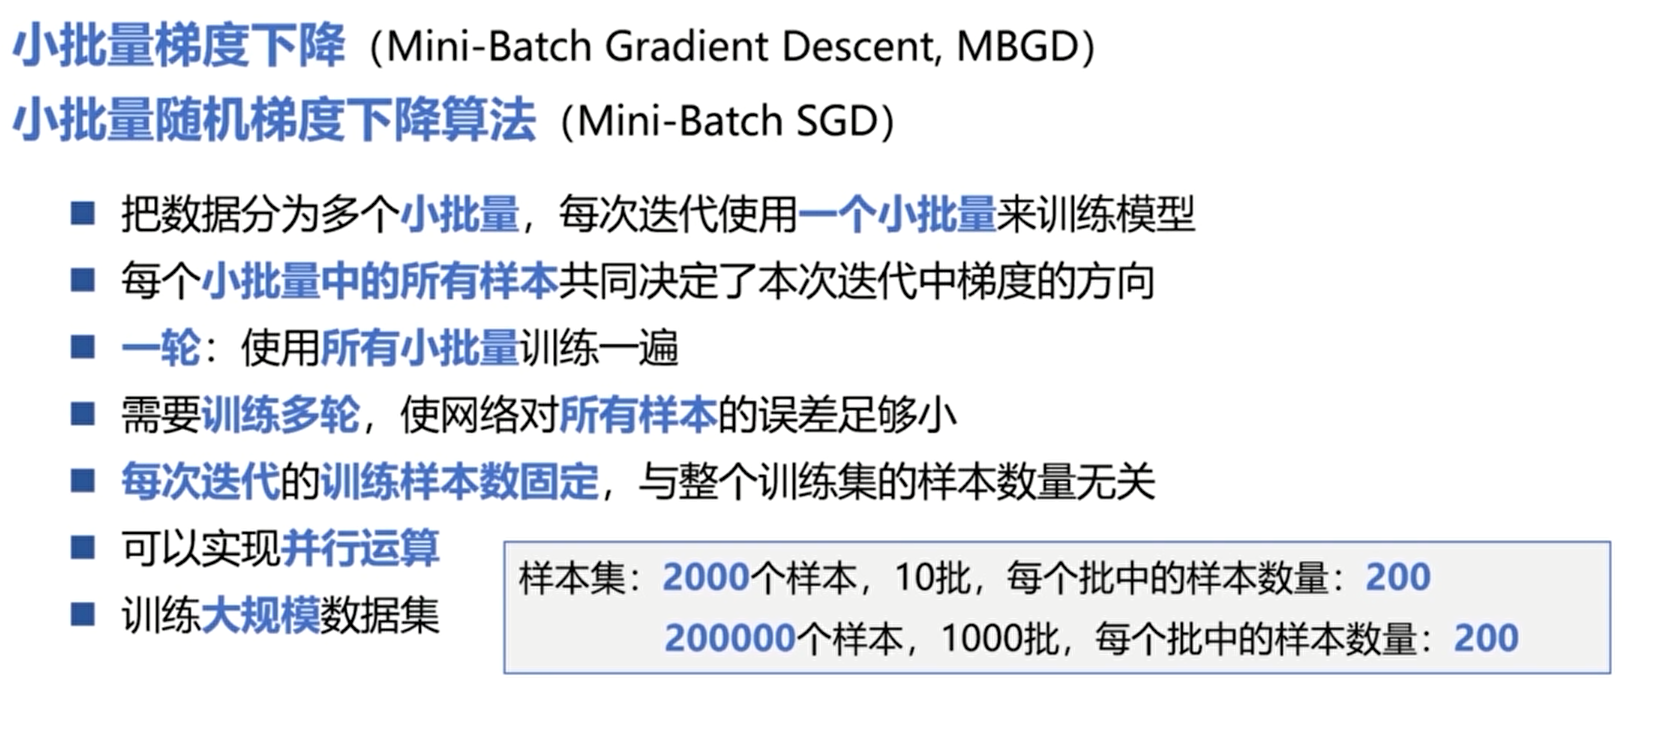 小批量梯度下降（Mini-Batch Gradient Descent, MBGD）
小批量随机梯度下降算法（Mini-Batch SGD）
■ 把数据分为多个小批量，每次迭代使用一个小批量来训练模型
■ 每个小批量中的所有样本共同决定了本次迭代中梯度的方向
■ 一轮：使用所有小批量训练一遍
■ 需要训练多轮，使网络对所有样本的误差足够小
■ 每次迭代的训练样本数固定，与整个训练集的样本数量无关
■ 可以实现并行运算
■ 训练大规模数据集
样本集：2000个样本，10批，每个批中的样本数量：200
200000个样本，1000批，每个批中的样本数量：200